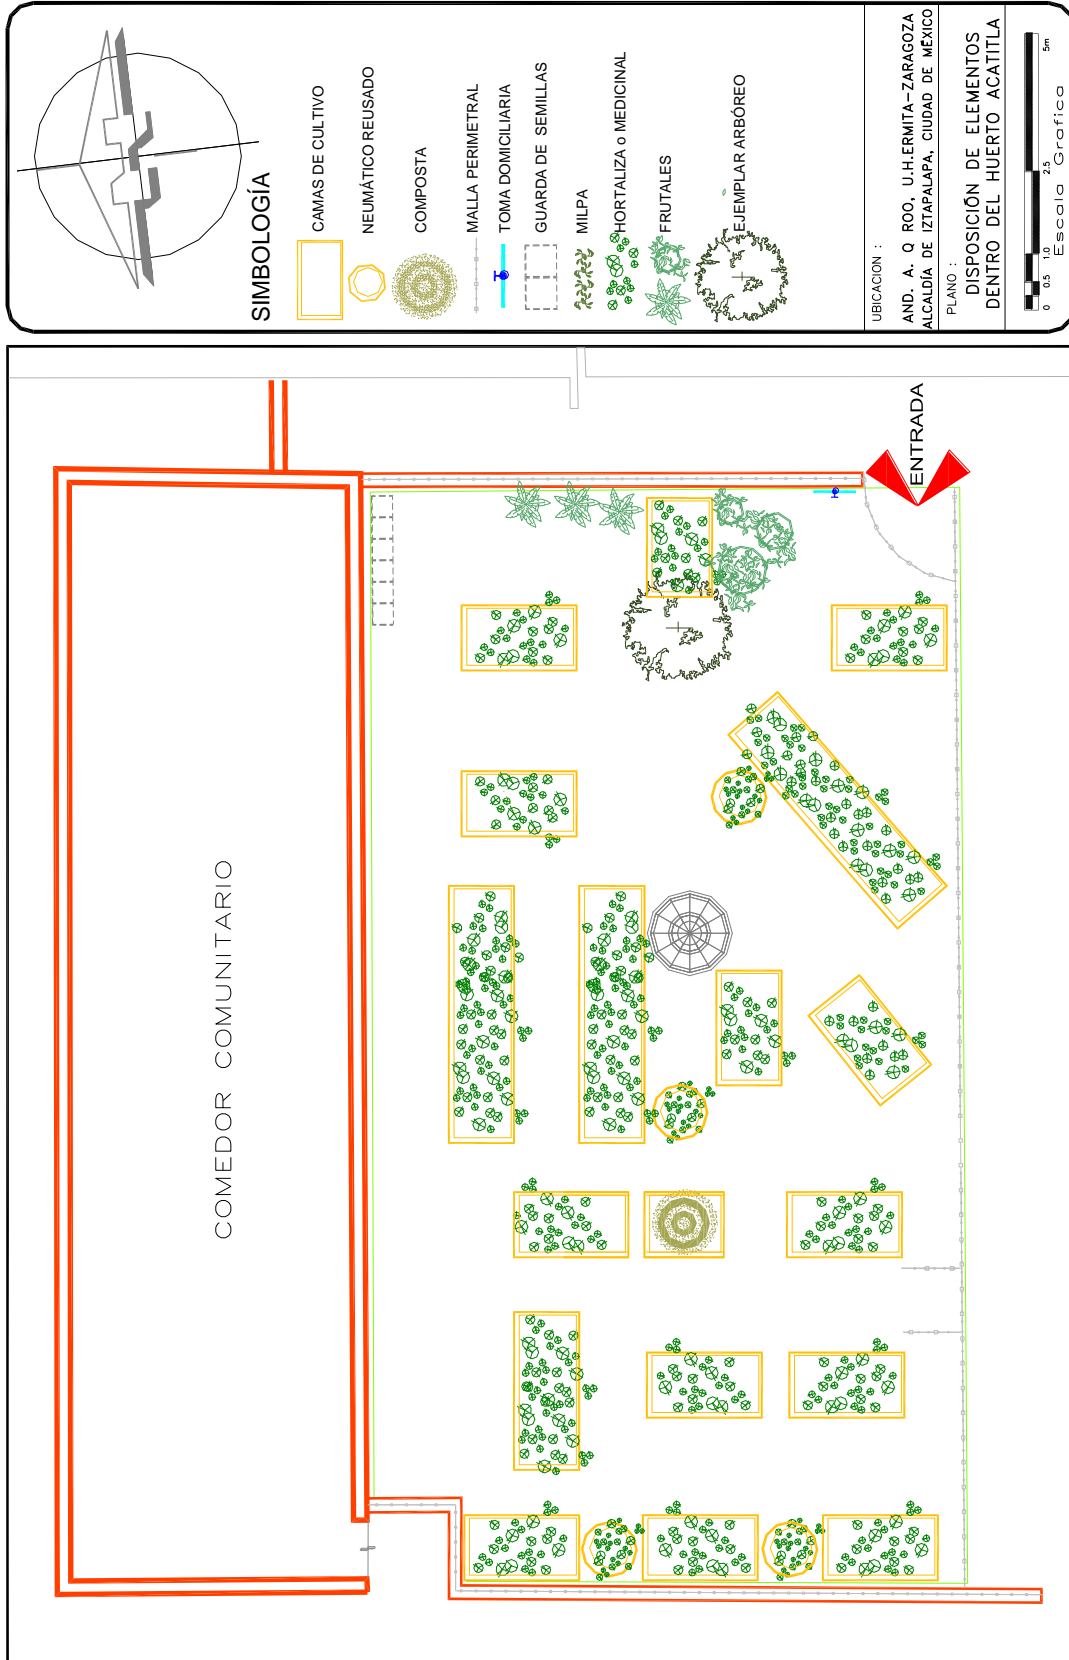 SIMBOLOGÍA
CAMAS DE CULTIVO
NEUMÁTICO REUSADO
COMPOSTA
MALLA PERIMETRAL
TOMA DOMICILIARIA
GUARDA DE SEMILLAS
MILPA
HORTALIZA o MEDICINAL
FRUTALES
EJEMPLAR ARBÓREO
UBICACION :
AND. A. Q ROO, U.H.ERMITA-ZARAGOZA
ALCALDÍA DE IZTAPALAPA, CIUDAD DE MÉXICO
PLANO :
DISPOSICIÓN DE ELEMENTOS
DENTRO DEL HUERTO ACATITLA
0 0.5 1.0 2.5 5m
Escala Grafica
ENTRADA
COMEDOR COMUNITARIO